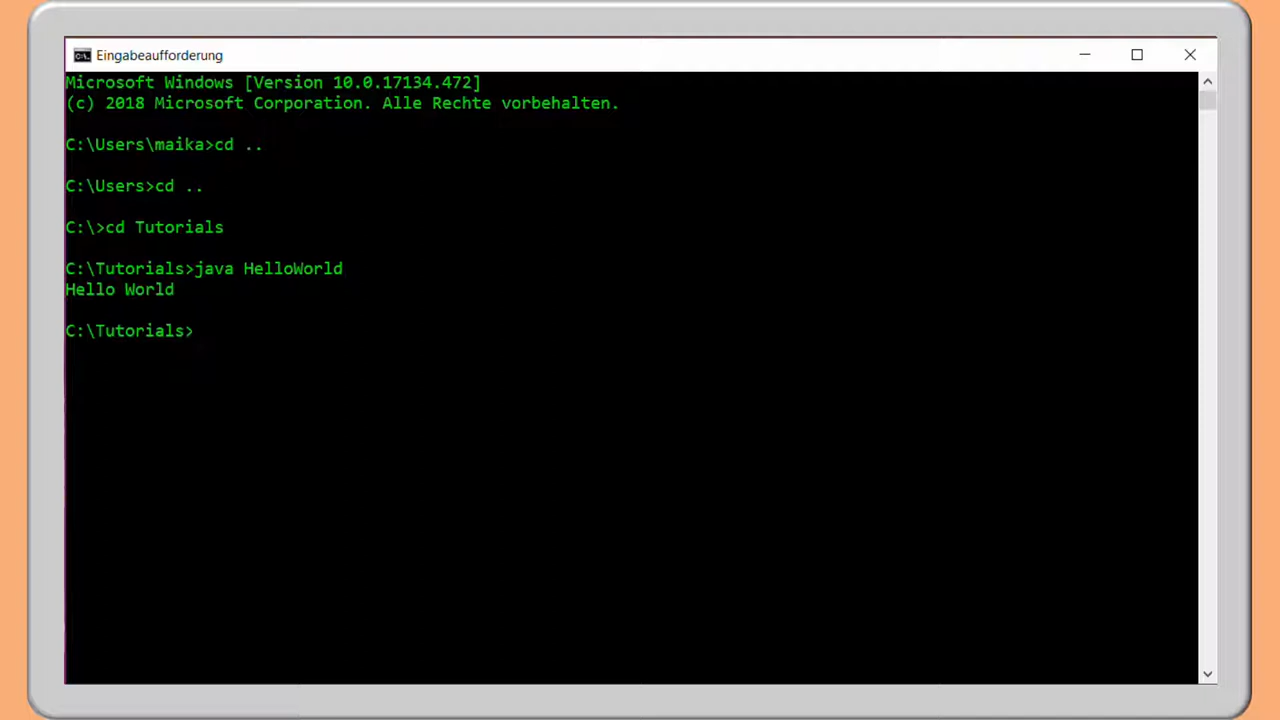 Eingabeaufforderung
Microsoft Windows [Version 10.0.17134.472]
(c) 2018 Microsoft Corporation. Alle Rechte vorbehalten.
C:\Users\maika>cd ..
C:\Users>cd ..
C:\>cd Tutorials
C:\Tutorials>java HelloWorld
Hello World
C:\Tutorials>